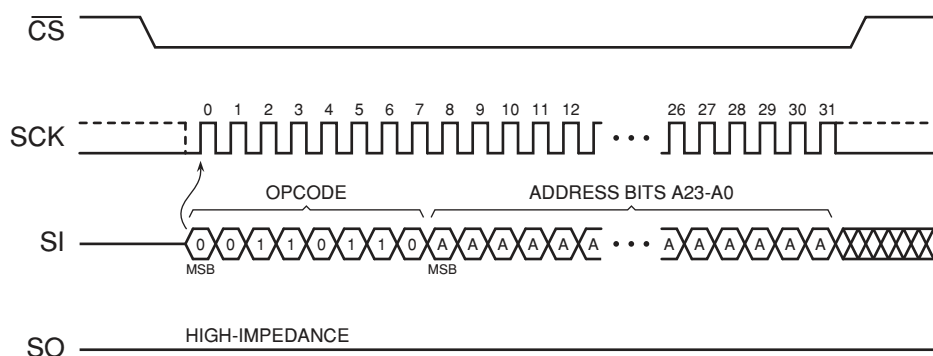 CS
0 1 2 3 4 5 6 7 8 9 10 11 12 26 27 28 29 30 31
SCK
OPCODE ADDRESS BITS A23-A0
SI 0 0 1 1 0 1 1 0 A A A A A A A A A A A A
MSB MSB
HIGH-IMPEDANCE
SO